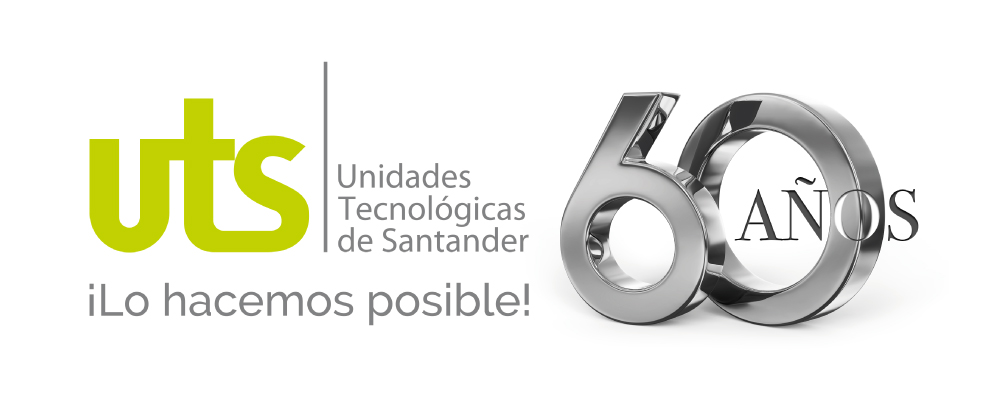 uts
Unidades
Tecnológicas
de Santander
¡Lo hacemos posible!
60
AÑOS